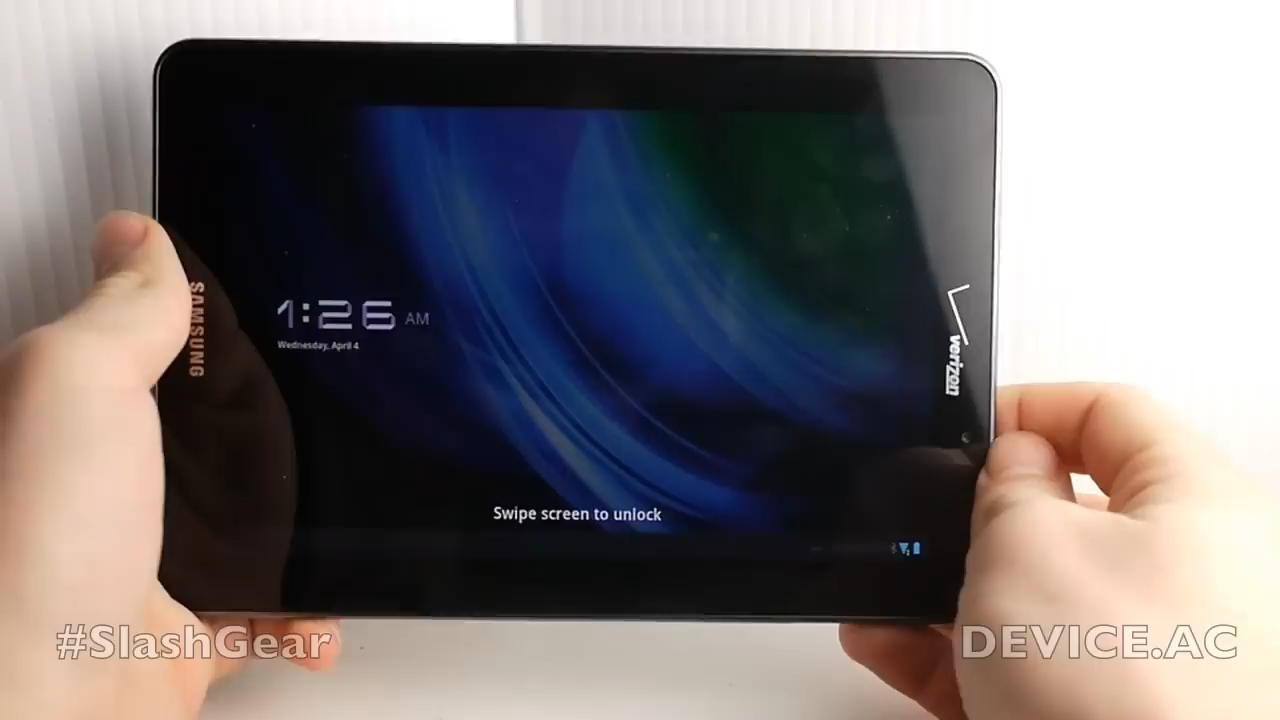 SAMSUNG
1:26 AM
Wednesday, April 4
verizon
Swipe screen to unlock
#SlashGear
DEVICE.AC